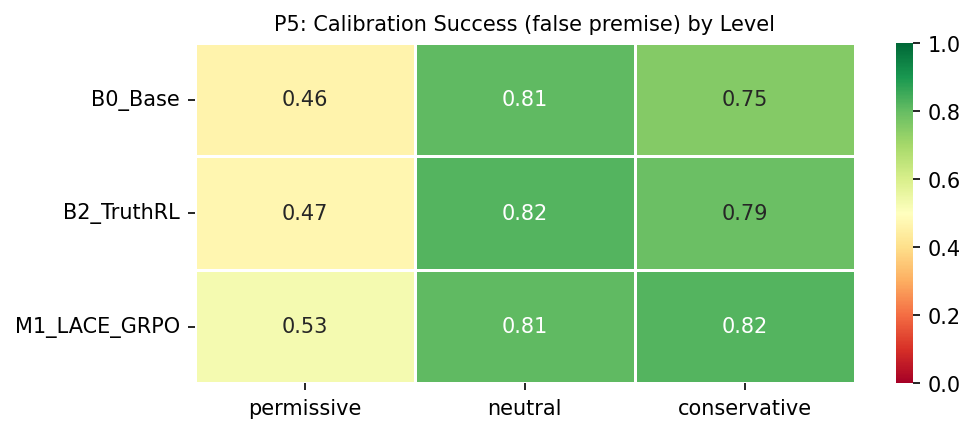 P5: Calibration Success (false premise) by Level
B0_Base 0.46 0.81 0.75
B2_TruthRL 0.47 0.82 0.79
M1_LACE_GRPO 0.53 0.81 0.82
permissive neutral conservative
1.0
0.8
0.6
0.4
0.2
0.0